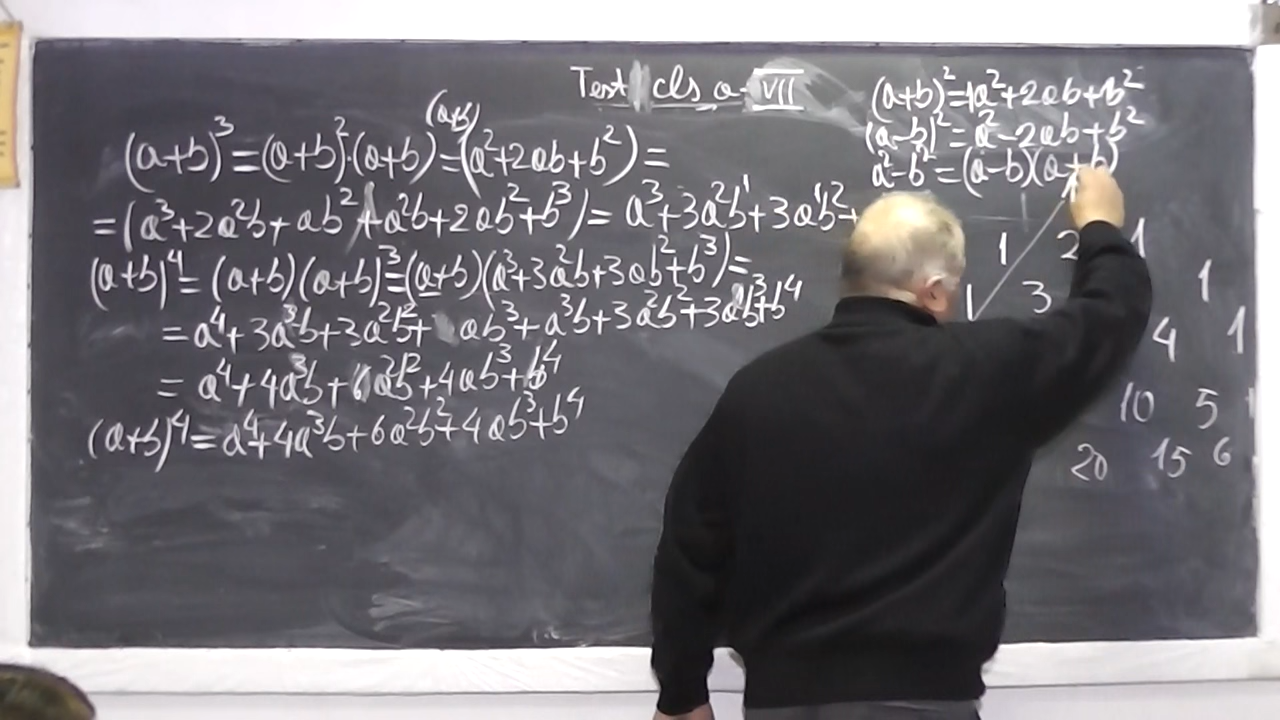 Test cls a VII
(a+b)²=1a²+2ab+b²
(a-b)²=a²-2ab+b²
a²-b²=(a-b)(a+b)
(a+b)
(a+b)³=(a+b)²·(a+b)=(a²+2ab+b²)=
=(a³+2a²b+ab²+a²b+2ab²+b³)=a³+3a²b¹+3a¹b²+
(a+b)⁴=(a+b)(a+b)³=(a+b)(a³+3a²b+3ab²+b³)=
=a⁴+3a³b+3a²b²+ab³+a³b+3a²b²+3ab³+b⁴
=a⁴+4a³b+6a²b²+4ab³+b⁴
(a+b)⁴=a⁴+4a³b+6a²b²+4ab³+b⁴
1 2 1
1 3 1
4 1
10 5
20 15 6